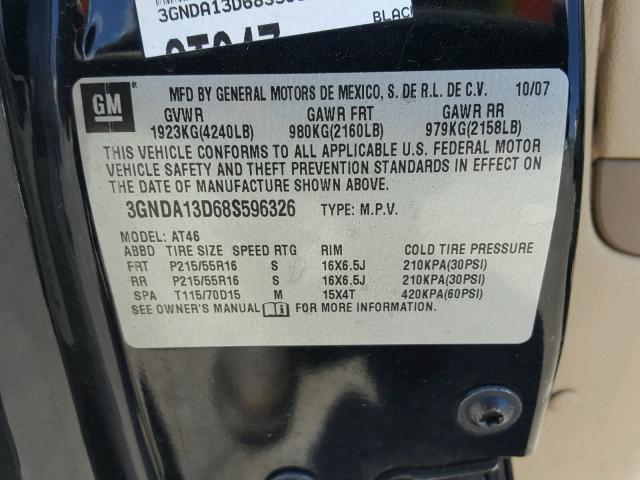 3GNDA13D68S596
BLAC
GM
MFD BY GENERAL MOTORS DE MEXICO, S. DE R.L. DE C.V. 10/07
GVWR GAWR FRT GAWR RR
1923KG(4240LB) 980KG(2160LB) 979KG(2158LB)
THIS VEHICLE CONFORMS TO ALL APPLICABLE U.S. FEDERAL MOTOR
VEHICLE SAFETY AND THEFT PREVENTION STANDARDS IN EFFECT ON
THE DATE OF MANUFACTURE SHOWN ABOVE.
3GNDA13D68S596326 TYPE: M.P.V.
MODEL: AT46
ABBD TIRE SIZE SPEED RTG RIM COLD TIRE PRESSURE
FRT P215/55R16 S 16X6.5J 210KPA(30PSI)
RR P215/55R16 S 16X6.5J 210KPA(30PSI)
SPA T115/70D15 M 15X4T 420KPA(60PSI)
SEE OWNER'S MANUAL FOR MORE INFORMATION.